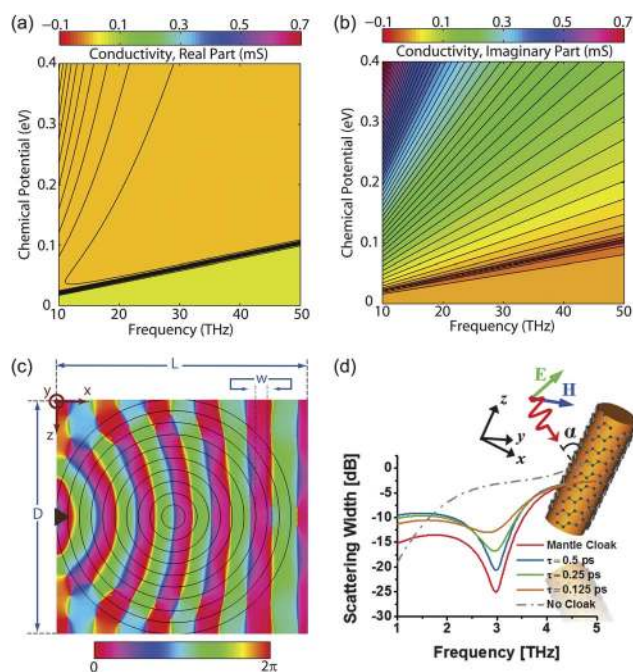 (a)
−0.1 0.1 0.3 0.5 0.7
Conductivity, Real Part (mS)
0.4
0.3
0.2
0.1
0
Chemical Potential (eV)
10 20 30 40 50
Frequency (THz)
(b)
−0.1 0.1 0.3 0.5 0.7
Conductivity, Imaginary Part (mS)
0.4
0.3
0.2
0.1
0
Chemical Potential (eV)
10 20 30 40 50
Frequency (THz)
(c)
L
y
x
z
w
D
0 2π
(d)
E
H
z
y
x
α
0
-5
-10
-15
-20
-25
-30
Scattering Width [dB]
Mantle Cloak
τ = 0.5 ps
τ = 0.25 ps
τ = 0.125 ps
No Cloak
1 2 3 4 5
Frequency [THz]